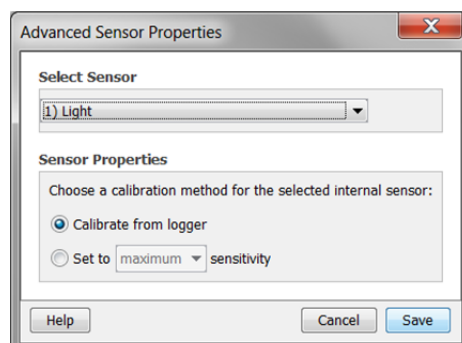 Advanced Sensor Properties
Select Sensor
1) Light
Sensor Properties
Choose a calibration method for the selected internal sensor:
Calibrate from logger
Set to maximum sensitivity
Help Cancel Save